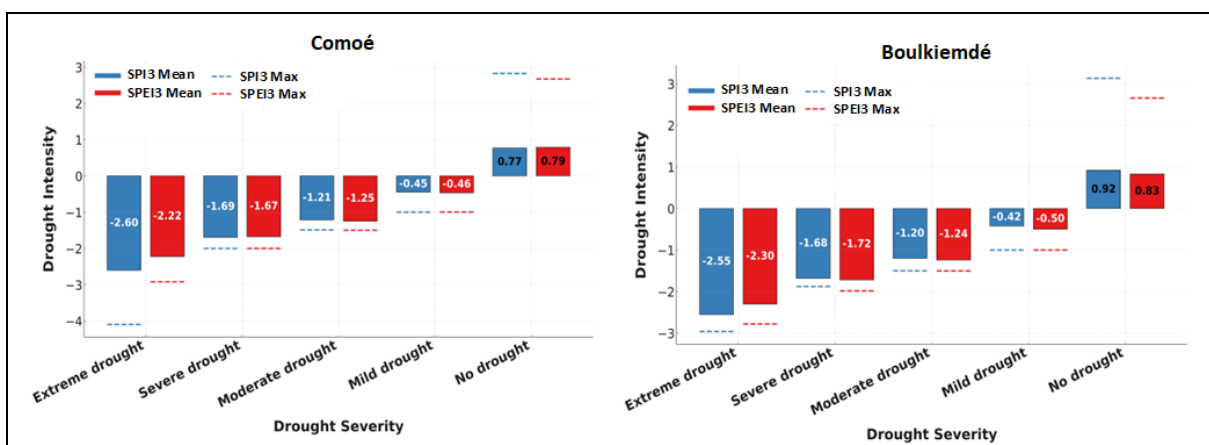 Comoé
SPI3 Mean
SPI3 Max
SPEI3 Mean
SPEI3 Max
Drought Intensity
3
2
1
0
−1
−2
−3
−4
-2.60
-2.22
-1.69
-1.67
-1.21
-1.25
-0.45
-0.46
0.77
0.79
Extreme drought
Severe drought
Moderate drought
Mild drought
No drought
Drought Severity
Boulkiemdé
SPI3 Mean
SPI3 Max
SPEI3 Mean
SPEI3 Max
Drought Intensity
3
2
1
0
−1
−2
−3
-2.55
-2.30
-1.68
-1.72
-1.20
-1.24
-0.42
-0.50
0.92
0.83
Extreme drought
Severe drought
Moderate drought
Mild drought
No drought
Drought Severity